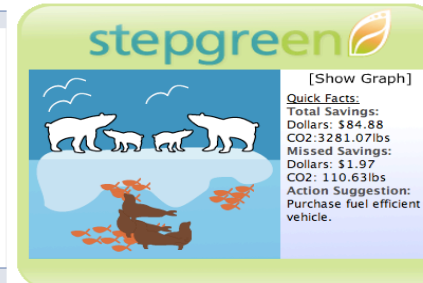 stepgreen
[Show Graph]
Quick Facts:
Total Savings:
Dollars: $84.88
CO2:3281.07lbs
Missed Savings:
Dollars: $1.97
CO2: 110.63lbs
Action Suggestion:
Purchase fuel efficient
vehicle.